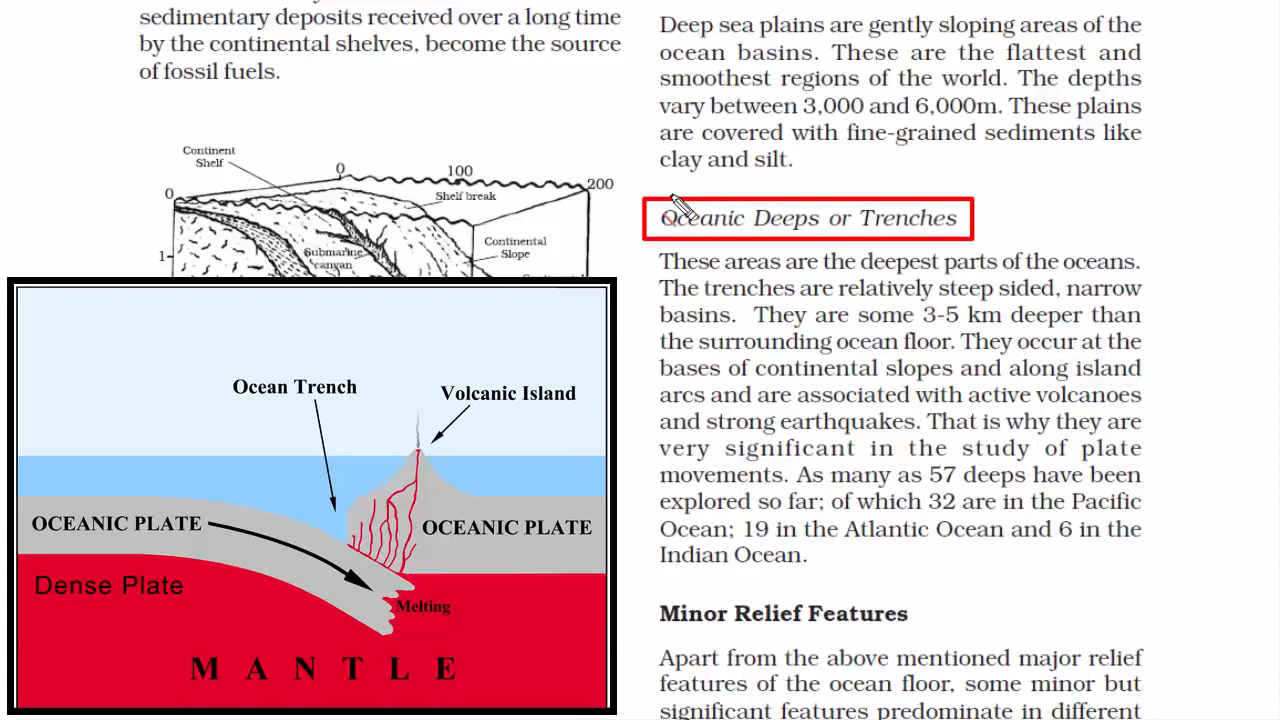 sedimentary deposits received over a long time
by the continental shelves, become the source
of fossil fuels.
Continent
Shelf
0
100
200
0
Shelf break
Submarine
canyon
Continental
Slope
1
Ocean Trench
Volcanic Island
OCEANIC PLATE
OCEANIC PLATE
Dense Plate
Melting
MANTLE
Deep sea plains are gently sloping areas of the
ocean basins. These are the flattest and
smoothest regions of the world. The depths
vary between 3,000 and 6,000m. These plains
are covered with fine-grained sediments like
clay and silt.
Oceanic Deeps or Trenches
These areas are the deepest parts of the oceans.
The trenches are relatively steep sided, narrow
basins. They are some 3-5 km deeper than
the surrounding ocean floor. They occur at the
bases of continental slopes and along island
arcs and are associated with active volcanoes
and strong earthquakes. That is why they are
very significant in the study of plate
movements. As many as 57 deeps have been
explored so far; of which 32 are in the Pacific
Ocean; 19 in the Atlantic Ocean and 6 in the
Indian Ocean.
Minor Relief Features
Apart from the above mentioned major relief
features of the ocean floor, some minor but
significant features predominate in different